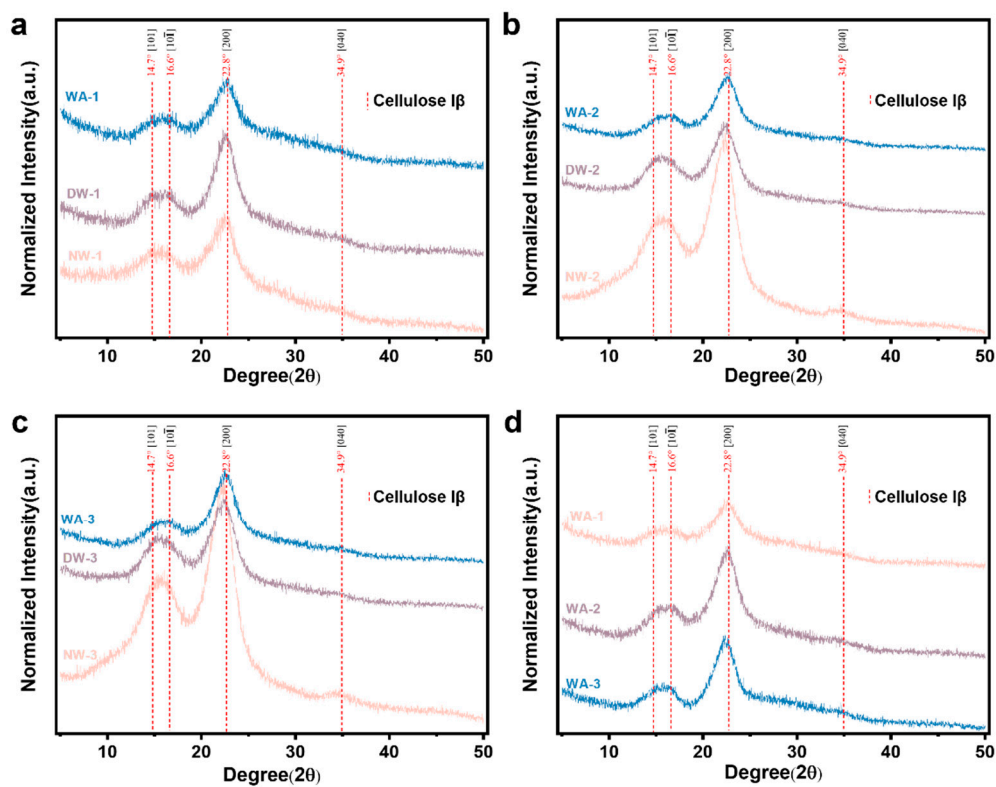 a
14.7° [101]
16.6° [101̄]
22.8° [200]
34.9° [040]
Cellulose Iβ
WA-1
DW-1
NW-1
Normalized Intensity(a.u.)
10 20 30 40 50
Degree(2θ)
b
14.7° [101]
16.6° [101̄]
22.8° [200]
34.9° [040]
Cellulose Iβ
WA-2
DW-2
NW-2
Normalized Intensity(a.u.)
10 20 30 40 50
Degree(2θ)
c
14.7° [101]
16.6° [101̄]
22.8° [200]
34.9° [040]
Cellulose Iβ
WA-3
DW-3
NW-3
Normalized Intensity(a.u.)
10 20 30 40 50
Degree(2θ)
d
14.7° [101]
16.6° [101̄]
22.8° [200]
34.9° [040]
Cellulose Iβ
WA-1
WA-2
WA-3
Normalized Intensity(a.u.)
10 20 30 40 50
Degree(2θ)